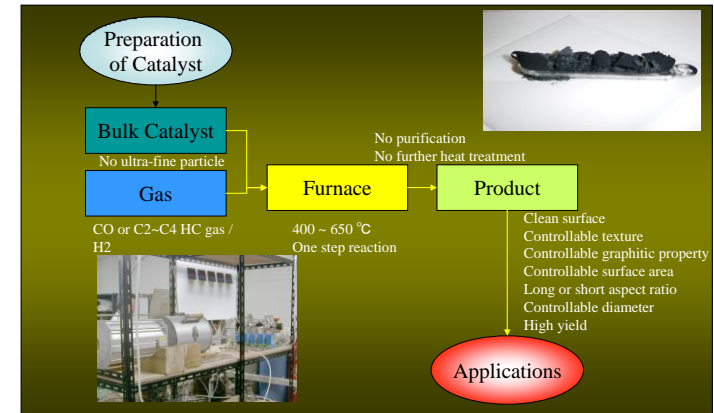 Preparation
of Catalyst
Bulk Catalyst
No ultra-fine particle
Gas
CO or C2~C4 HC gas /
H2
Furnace
400 ~ 650 ℃
One step reaction
No purification
No further heat treatment
Product
Clean surface
Controllable texture
Controllable graphitic property
Controllable surface area
Long or short aspect ratio
Controllable diameter
High yield
Applications